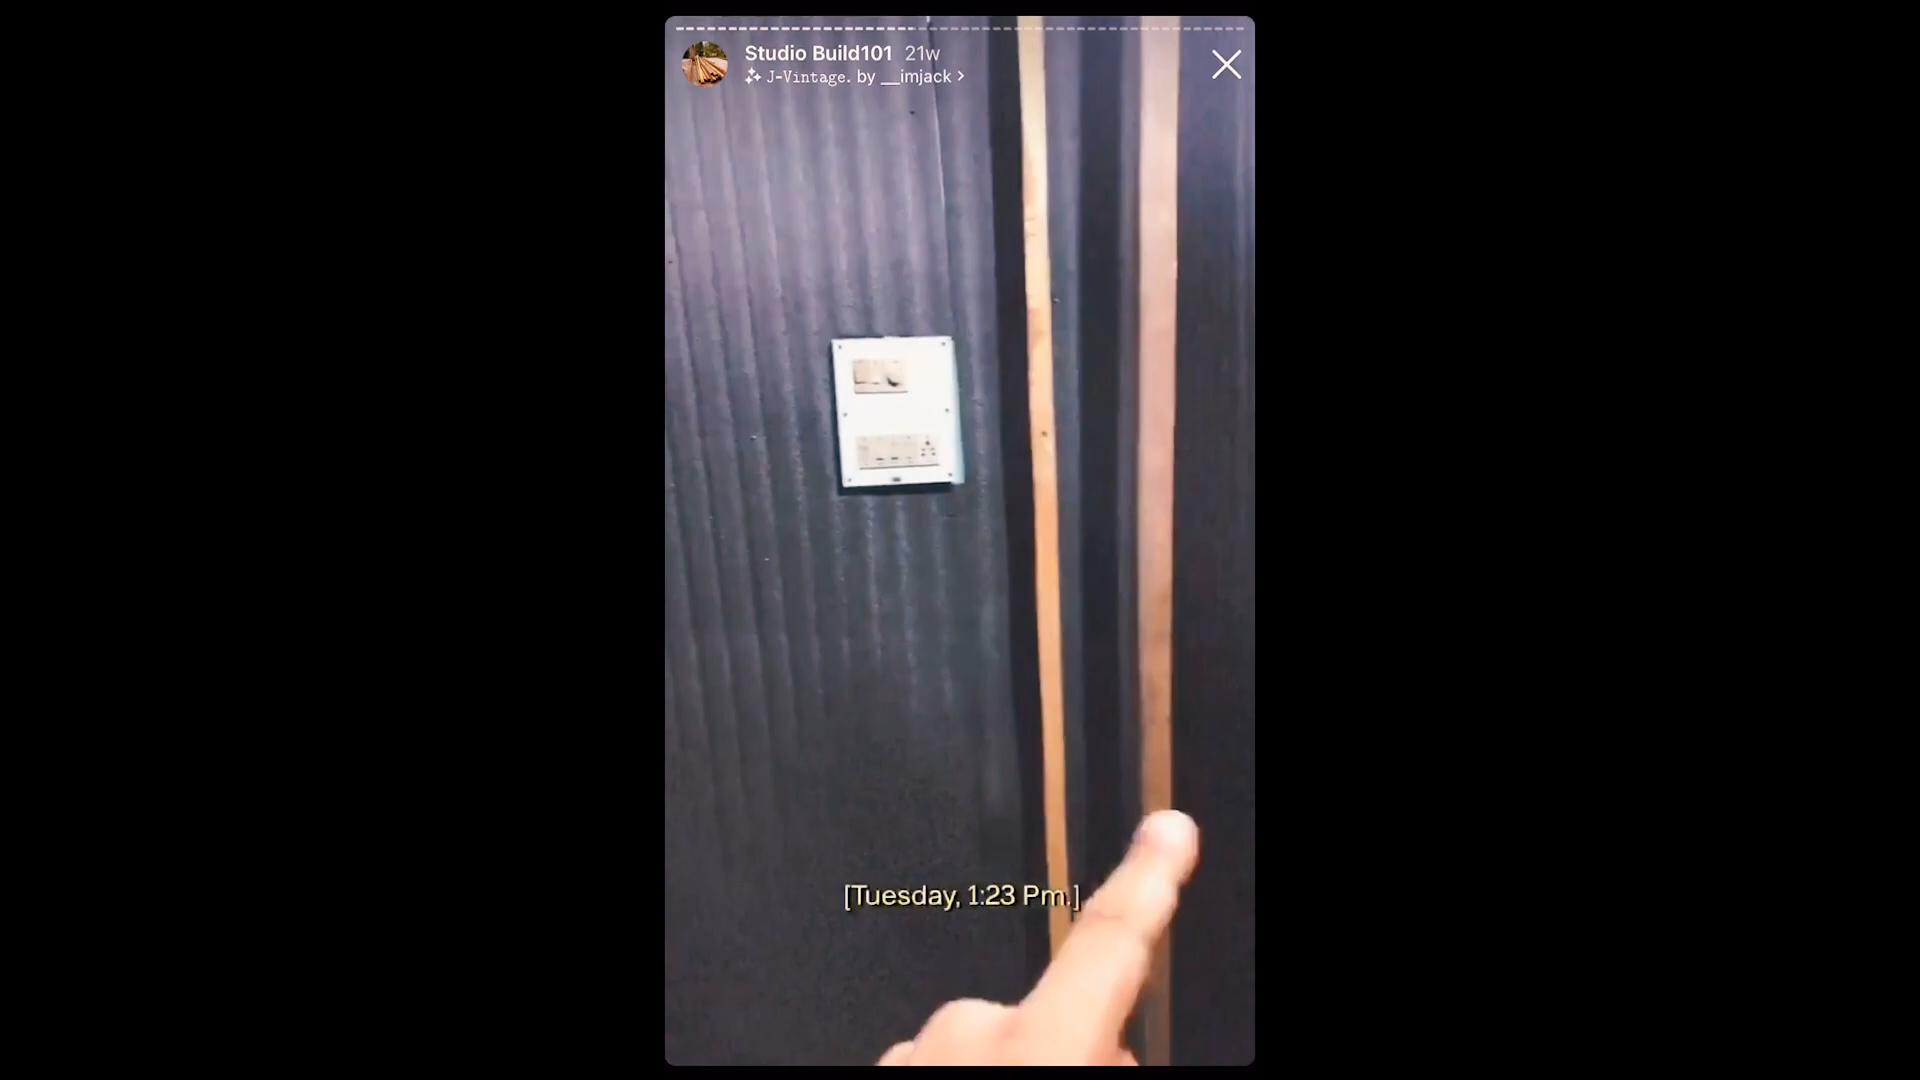 Studio Build101 21w
J-Vintage. by __imjack
[Tuesday, 1:23 Pm.]